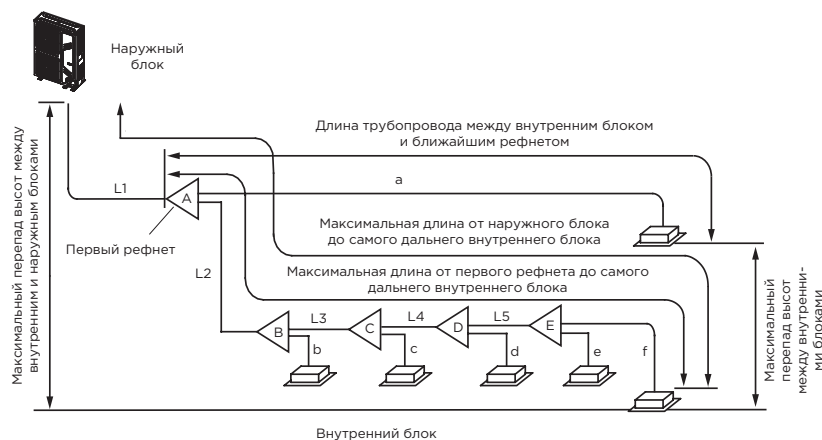 Наружный
блок
Длина трубопровода между внутренним блоком
и ближайшим рефнетом
Максимальный перепад высот между
внутренним и наружным блоками
L1
A
a
Первый рефнет
Максимальная длина от наружного блока
до самого дальнего внутреннего блока
L2
Максимальная длина от первого рефнета до самого
дальнего внутреннего блока
Максимальный
перепад высот
между внутренни-
ми блоками
B
L3
C
L4
D
L5
E
b
c
d
e
f
Внутренний блок